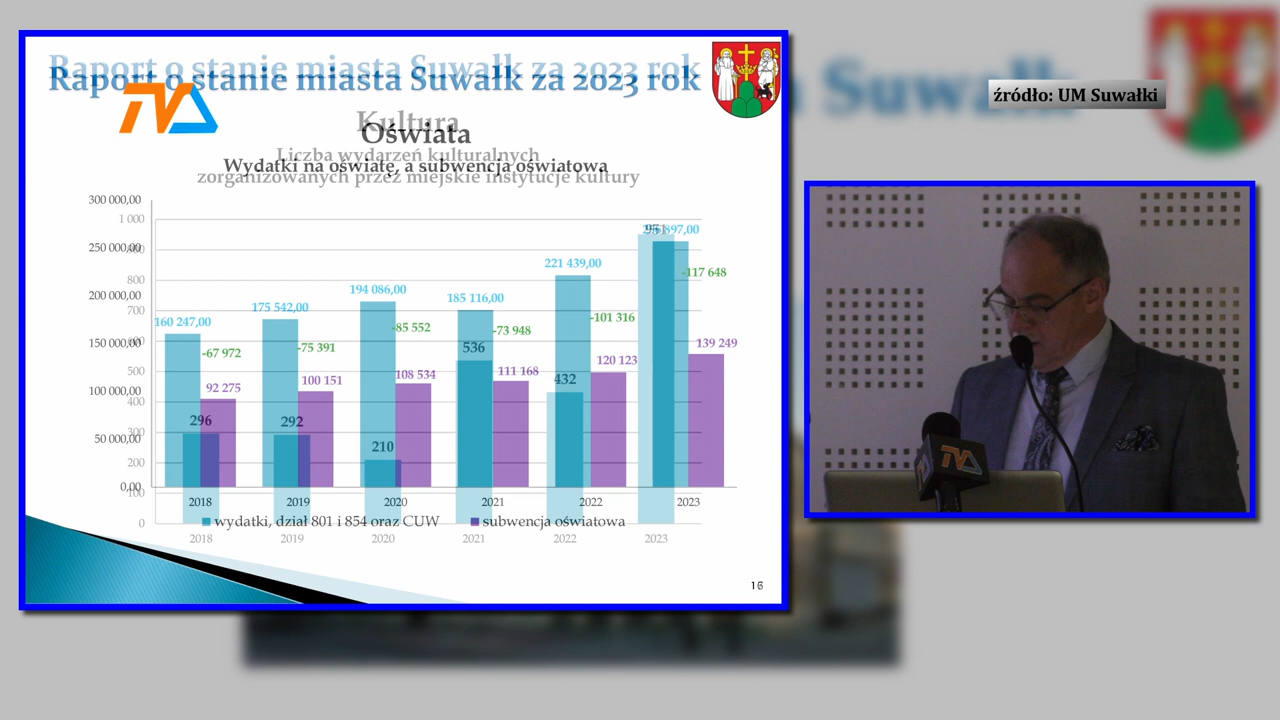 Raport o stanie miasta Suwałk za 2023 rok
Raport o stanie miasta Suwałk za 2023 rok
TVA
Kultura
Oświata
Liczba wydarzeń kulturalnych
Wydatki na oświatę, a subwencja oświatowa
zorganizowanych przez miejskie instytucje kultury
300 000,00
1 000
250 000,00
800
200 000,00
700
150 000,00
500
100 000,00
400
50 000,00
200
0,00
100
0
160 247,00
175 542,00
194 086,00
185 116,00
221 439,00
-67 972
-75 391
-85 552
-73 948
-101 316
-117 648
92 275
100 151
108 534
111 168
120 123
139 249
296
292
210
536
432
2018 2019 2020 2021 2022 2023
wydatki, dział 801 i 854 oraz CUW subwencja oświatowa
2018 2019 2020 2021 2022 2023
źródło: UM Suwałki
Suwałk
TVA